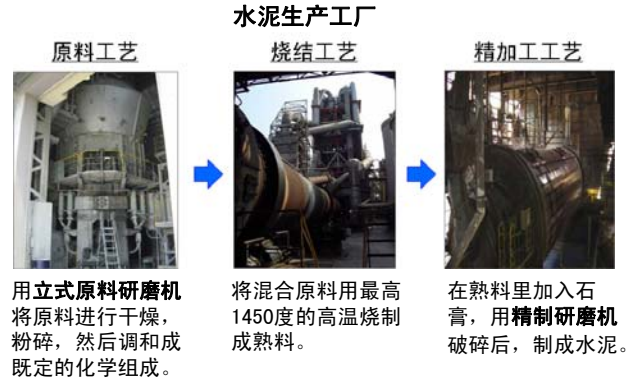 水泥生产工厂
原料工艺
烧结工艺
精加工工艺
用立式原料研磨机
将原料进行干燥，
粉碎，然后调和成
既定的化学组成。
将混合原料用最高
1450度的高温烧制
成熟料。
在熟料里加入石
膏，用精制研磨机
破碎后，制成水泥。